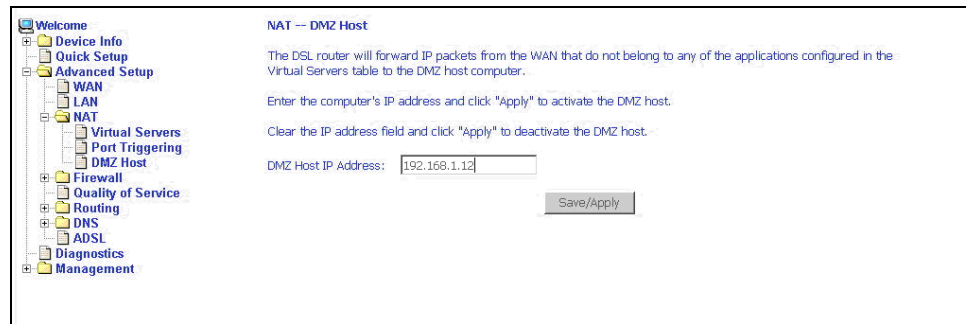 Welcome
Device Info
Quick Setup
Advanced Setup
WAN
LAN
NAT
Virtual Servers
Port Triggering
DMZ Host
Firewall
Quality of Service
Routing
DNS
ADSL
Diagnostics
Management
NAT -- DMZ Host
The DSL router will forward IP packets from the WAN that do not belong to any of the applications configured in the
Virtual Servers table to the DMZ host computer.
Enter the computer's IP address and click "Apply" to activate the DMZ host.
Clear the IP address field and click "Apply" to deactivate the DMZ host.
DMZ Host IP Address: 192.168.1.12
Save/Apply